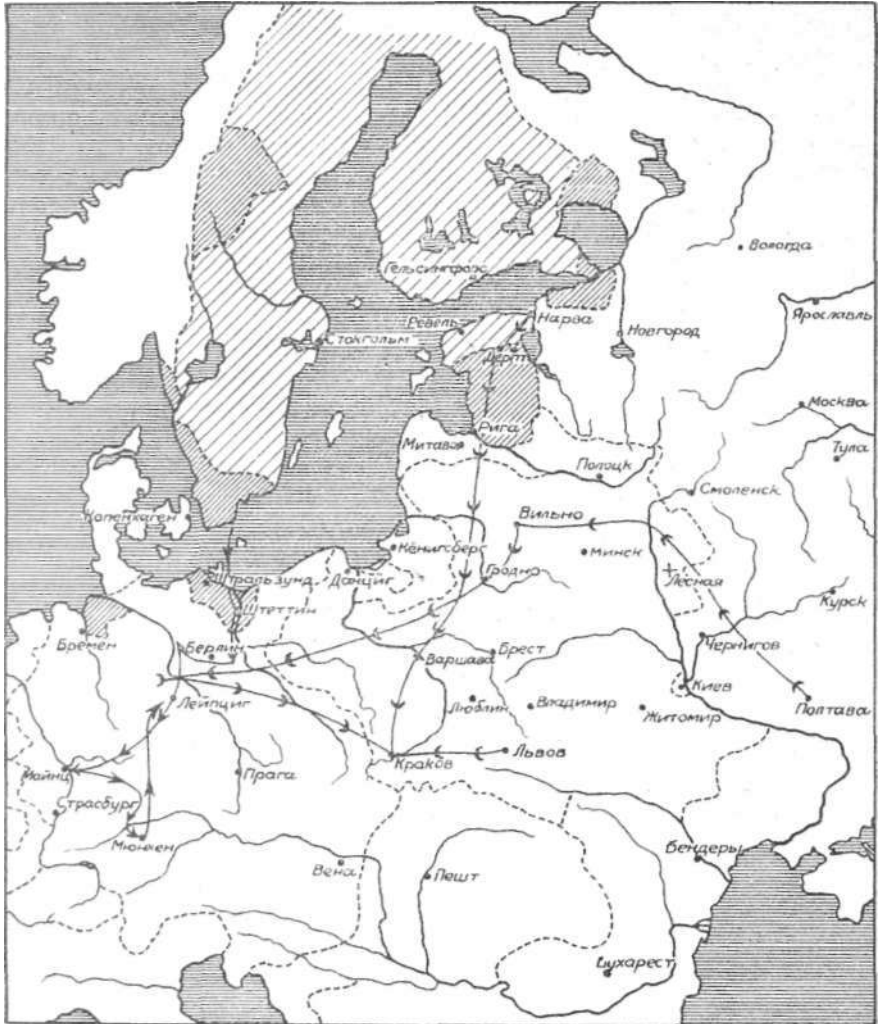 Вологда
Гельсингфорс
Ярославль
Ревель
Нарва
Новгород
Стокгольм
Дерпт
Москва
Рига
Митава
Тула
Полоцк
Смоленск
Копенхаген
Вильно
Кёнигсберг
Минск
Штральзунд
Данциг
Гродно
Лесная
Штеттин
Курск
Бремен
Берлин
Варшава
Брест
Чернигов
Киев
Лейпциг
Люблин
Владимир
Житомир
Полтава
Краков
Львов
Майнц
Прага
Страсбург
Мюнхен
Вена
Пешт
Бендеры
Бухарест